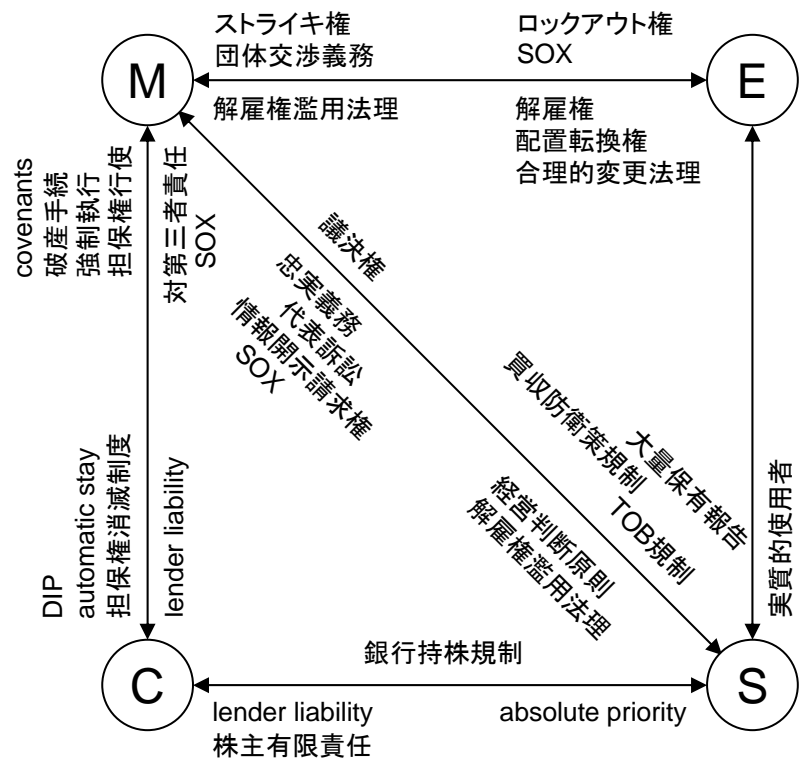 ストライキ権
団体交渉義務
ロックアウト権
SOX
M
E
解雇権濫用法理
解雇権
配置転換権
合理的変更法理
covenants
破産手続
強制執行
担保権行使
対第三者責任
SOX
議決権
忠実義務
代表訴訟
情報開示請求権
SOX
大量保有報告
買収防衛策規制
TOB規制
経営判断原則
解雇権濫用法理
DIP
automatic stay
担保権消滅制度
lender liability
実質的使用者
C
S
銀行持株規制
lender liability
株主有限責任
absolute priority